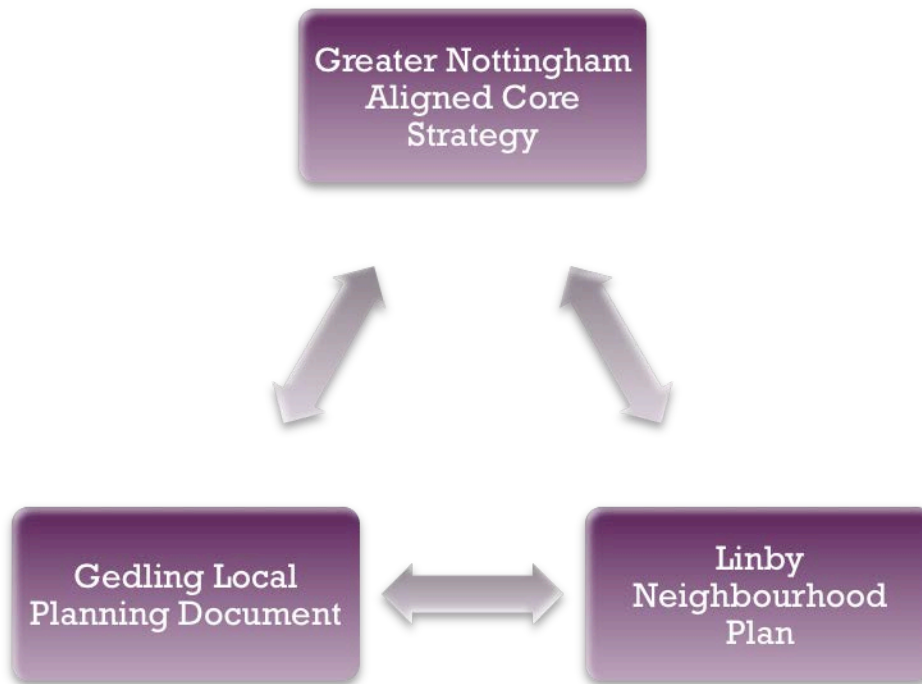 Greater Nottingham
Aligned Core
Strategy
Gedling Local
Planning Document
Linby
Neighbourhood
Plan